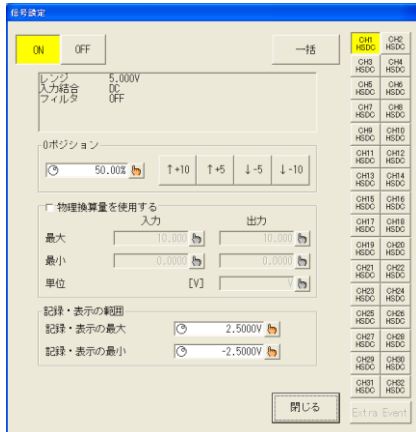 信号設定
ON OFF 一括
レンジ 5.000V
入力結合 DC
フィルタ OFF
0ポジション
50.00% ↑+10 ↑+5 ↓-5 ↓-10
物理換算量を使用する
入力 出力
最大 10.000 10.000
最小 0.0000 0.0000
単位 [V] V
記録・表示の範囲
記録・表示の最大 2.5000V
記録・表示の最小 -2.5000V
閉じる
CH1 HSDC CH2 HSDC
CH3 HSDC CH4 HSDC
CH5 HSDC CH6 HSDC
CH7 HSDC CH8 HSDC
CH9 HSDC CH10 HSDC
CH11 HSDC CH12 HSDC
CH13 HSDC CH14 HSDC
CH15 HSDC CH16 HSDC
CH17 HSDC CH18 HSDC
CH19 HSDC CH20 HSDC
CH21 HSDC CH22 HSDC
CH23 HSDC CH24 HSDC
CH25 HSDC CH26 HSDC
CH27 HSDC CH28 HSDC
CH29 HSDC CH30 HSDC
CH31 HSDC CH32 HSDC
Extra Event